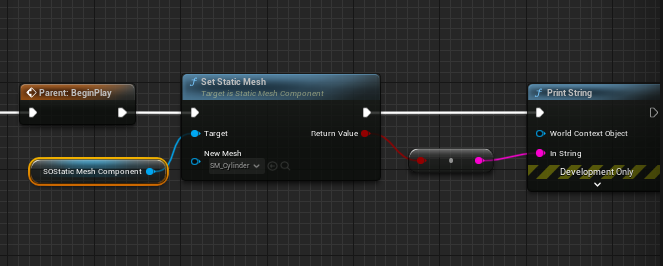 Parent: BeginPlay
SOStatic Mesh Component
f Set Static Mesh
Target is Static Mesh Component
Target
Return Value
New Mesh
SM_Cylinder
f Print String
World Context Object
In String
Development Only